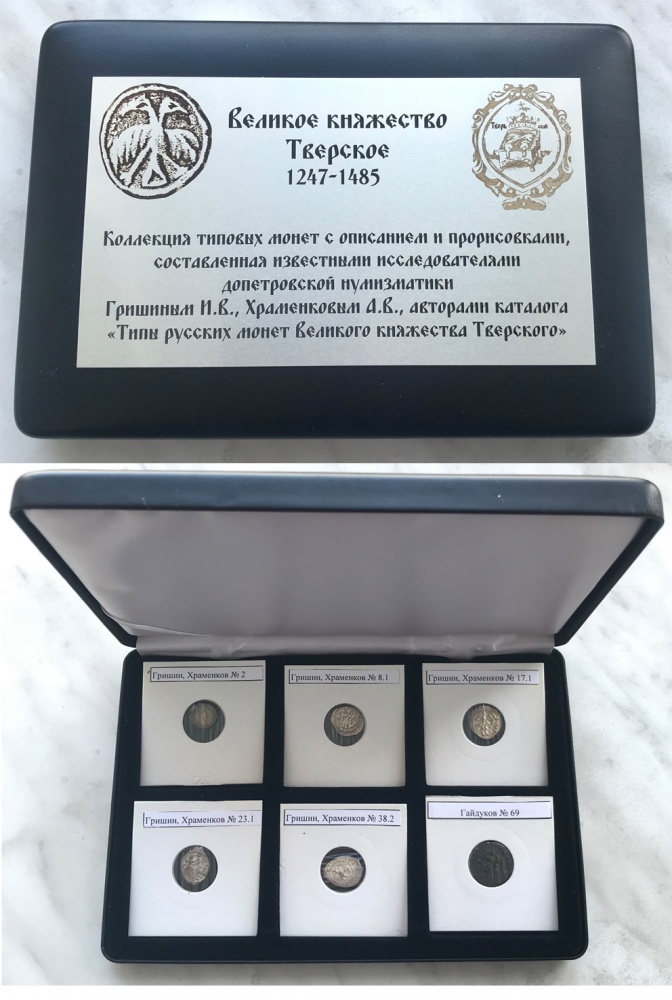 Великое княжество
Тверское
1247-1485
Коллекция типовых монет с описанием и прорисовками,
составленная известными исследователями
допетровской нумизматики
Гришиным И.В., Храменковым А.В., авторами каталога
«Типы русских монет Великого княжества Тверского»
Гришин, Храменков № 2
Гришин, Храменков № 8.1
Гришин, Храменков № 17.1
Гришин, Храменков № 23.1
Гришин, Храменков № 38.2
Гайдуков № 69